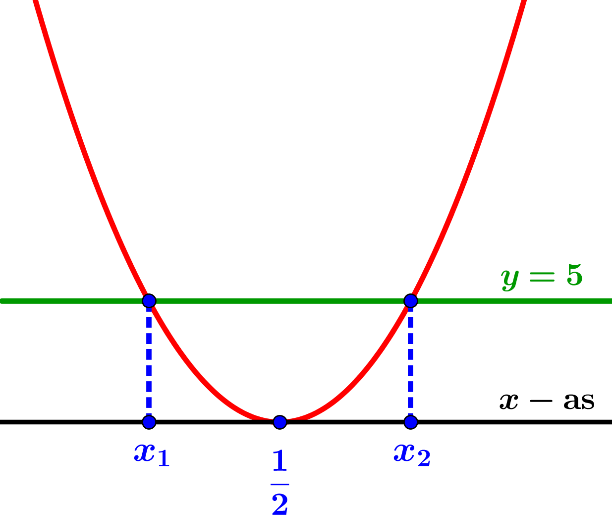 y = 5
x − as
x₁
1/2
x₂